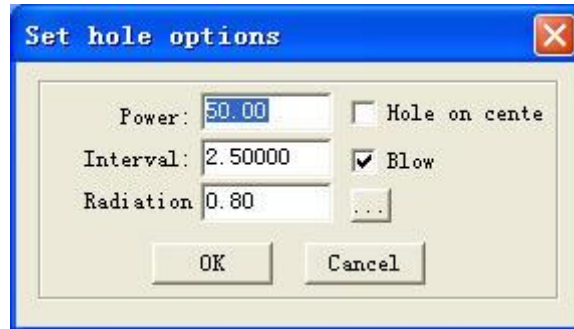 Set hole options
Power: 50.00 Hole on cente
Interval: 2.50000 Blow
Radiation 0.80 ...
OK Cancel